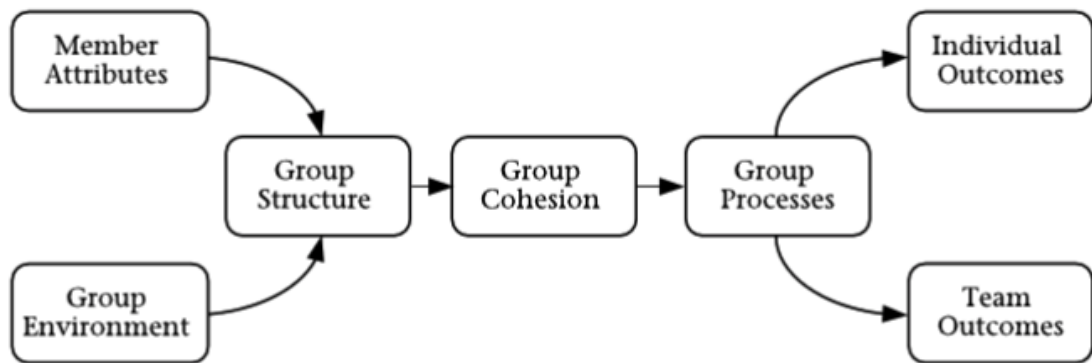 Member
Attributes
Individual
Outcomes
Group
Structure
Group
Cohesion
Group
Processes
Group
Environment
Team
Outcomes